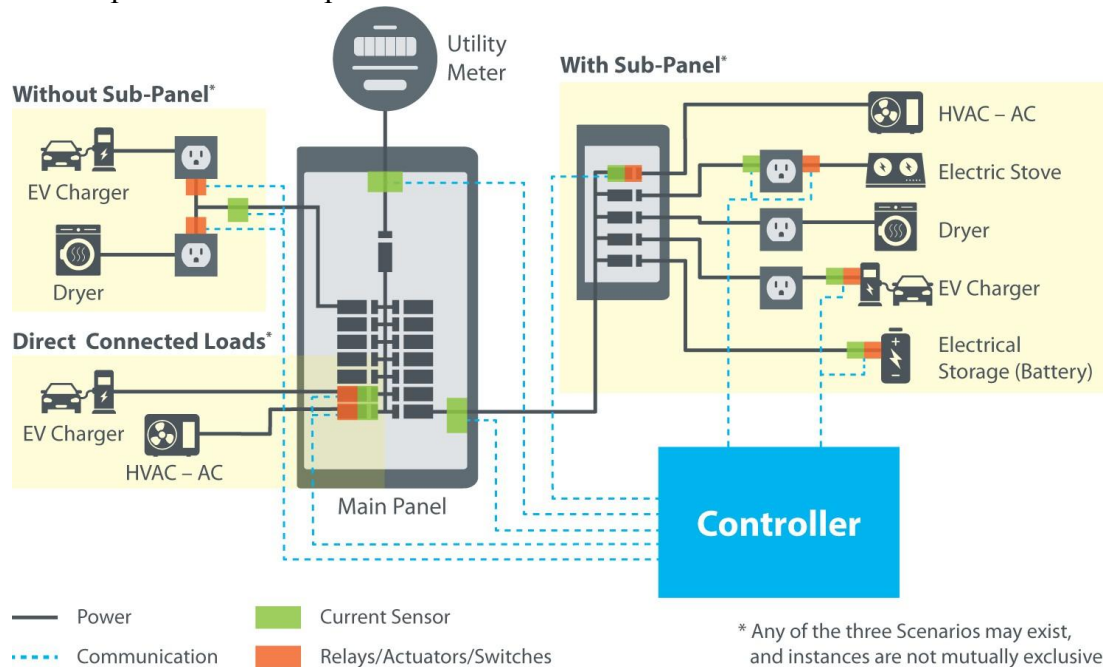 Utility
Meter
Without Sub-Panel*
EV Charger
Dryer
Direct Connected Loads*
EV Charger
HVAC – AC
Main Panel
With Sub-Panel*
HVAC – AC
Electric Stove
Dryer
EV Charger
Electrical
Storage (Battery)
Controller
Power
Current Sensor
Communication
Relays/Actuators/Switches
* Any of the three Scenarios may exist,
and instances are not mutually exclusive